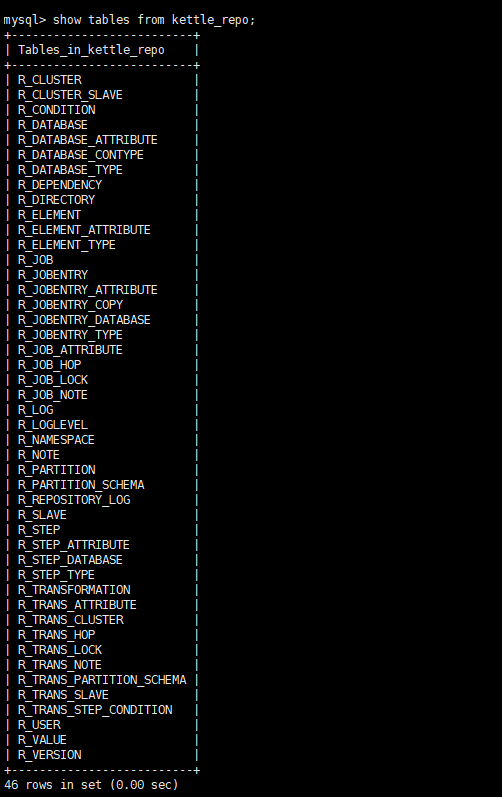 mysql> show tables from kettle_repo;
+--------------------------+
| Tables_in_kettle_repo    |
+--------------------------+
| R_CLUSTER                |
| R_CLUSTER_SLAVE          |
| R_CONDITION              |
| R_DATABASE               |
| R_DATABASE_ATTRIBUTE     |
| R_DATABASE_CONTYPE       |
| R_DATABASE_TYPE          |
| R_DEPENDENCY             |
| R_DIRECTORY              |
| R_ELEMENT                |
| R_ELEMENT_ATTRIBUTE      |
| R_ELEMENT_TYPE           |
| R_JOB                    |
| R_JOBENTRY               |
| R_JOBENTRY_ATTRIBUTE     |
| R_JOBENTRY_COPY          |
| R_JOBENTRY_DATABASE      |
| R_JOBENTRY_TYPE          |
| R_JOB_ATTRIBUTE          |
| R_JOB_HOP                |
| R_JOB_LOCK               |
| R_JOB_NOTE               |
| R_LOG                    |
| R_LOGLEVEL               |
| R_NAMESPACE              |
| R_NOTE                   |
| R_PARTITION              |
| R_PARTITION_SCHEMA       |
| R_REPOSITORY_LOG         |
| R_SLAVE                  |
| R_STEP                   |
| R_STEP_ATTRIBUTE         |
| R_STEP_DATABASE          |
| R_STEP_TYPE              |
| R_TRANSFORMATION         |
| R_TRANS_ATTRIBUTE        |
| R_TRANS_CLUSTER          |
| R_TRANS_HOP              |
| R_TRANS_LOCK             |
| R_TRANS_NOTE             |
| R_TRANS_PARTITION_SCHEMA |
| R_TRANS_SLAVE            |
| R_TRANS_STEP_CONDITION   |
| R_USER                   |
| R_VALUE                  |
| R_VERSION                |
+--------------------------+
46 rows in set (0.00 sec)